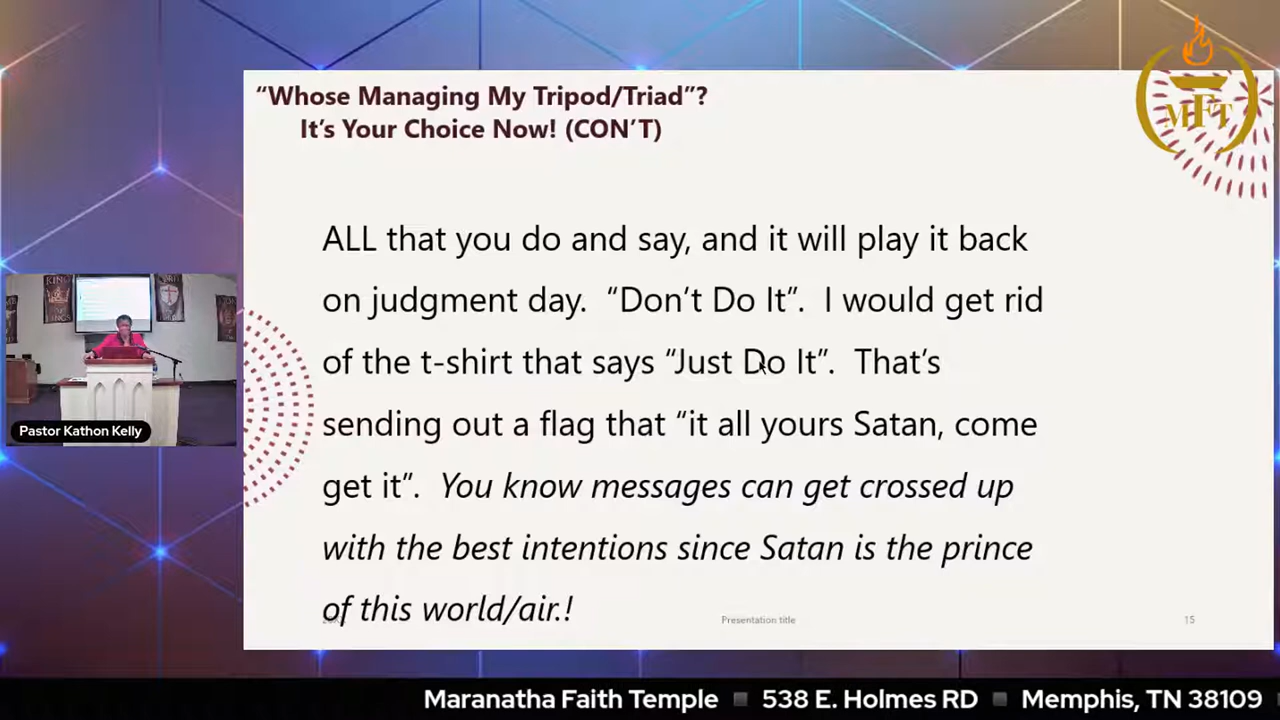 "Whose Managing My Tripod/Triad"?
It's Your Choice Now! (CON'T)
MFT
ALL that you do and say, and it will play it back
on judgment day.  "Don't Do It".  I would get rid
of the t-shirt that says "Just Do It".  That's
sending out a flag that "it all yours Satan, come
get it".  You know messages can get crossed up
with the best intentions since Satan is the prince
of this world/air.!
Presentation title
15
Pastor Kathon Kelly
Maranatha Faith Temple ■ 538 E. Holmes RD ■ Memphis, TN 38109